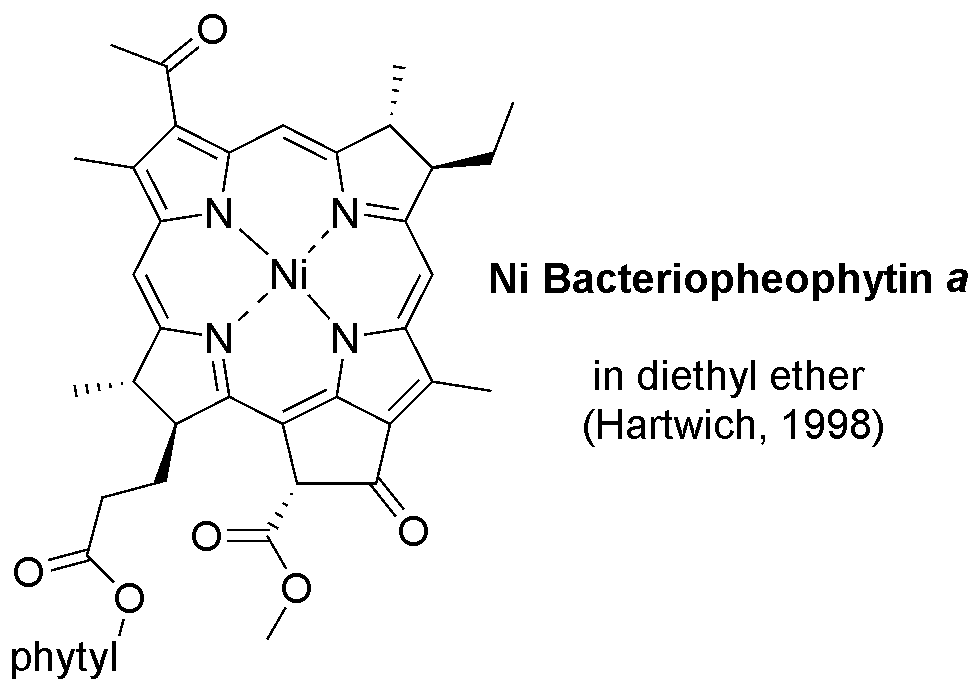 O
N
N
Ni
Ni Bacteriopheophytin a
N
N
in diethyl ether
(Hartwich, 1998)
O
O
O
O
O
phytyl